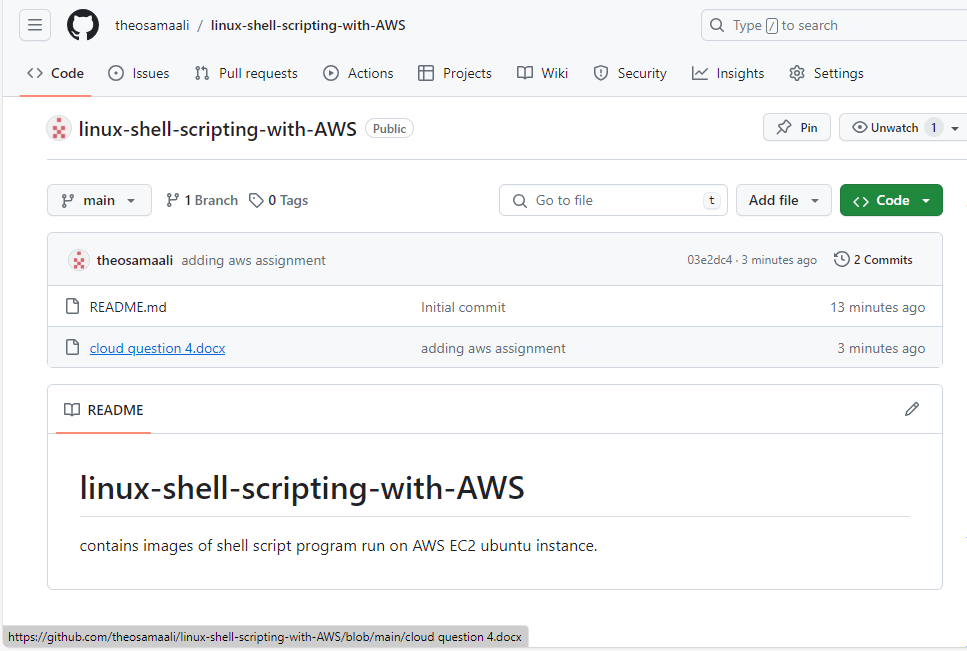 theosamaali / linux-shell-scripting-with-AWS
Type / to search
Code Issues Pull requests Actions Projects Wiki Security Insights Settings
linux-shell-scripting-with-AWS Public
Pin Unwatch 1
main 1 Branch 0 Tags
Go to file t Add file Code
theosamaali adding aws assignment 03e2dc4 · 3 minutes ago 2 Commits
README.md Initial commit 13 minutes ago
cloud question 4.docx adding aws assignment 3 minutes ago
README
linux-shell-scripting-with-AWS
contains images of shell script program run on AWS EC2 ubuntu instance.
https://github.com/theosamaali/linux-shell-scripting-with-AWS/blob/main/cloud question 4.docx